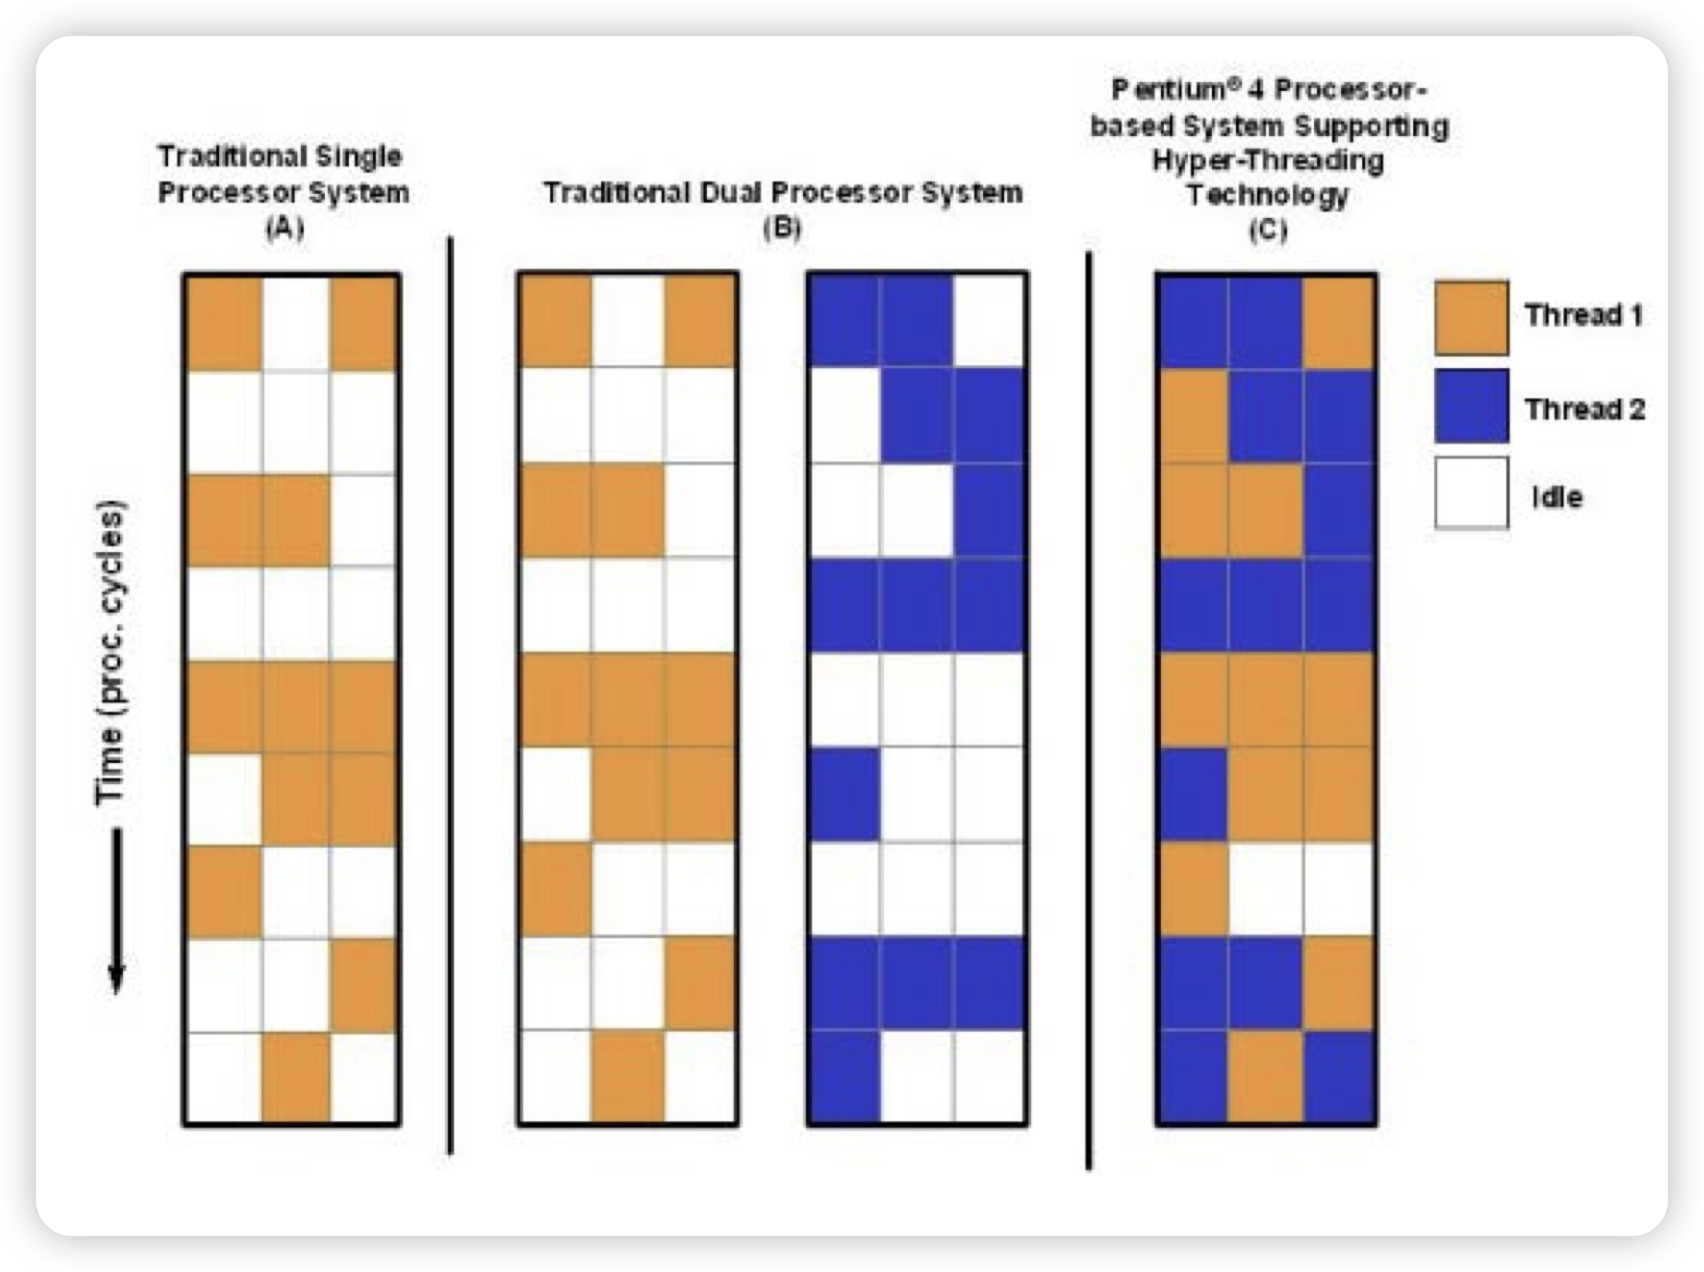 Traditional Single
Processor System
(A)
Traditional Dual Processor System
(B)
Pentium® 4 Processor-
based System Supporting
Hyper-Threading
Technology
(C)
Time (proc. cycles)
Thread 1
Thread 2
Idle